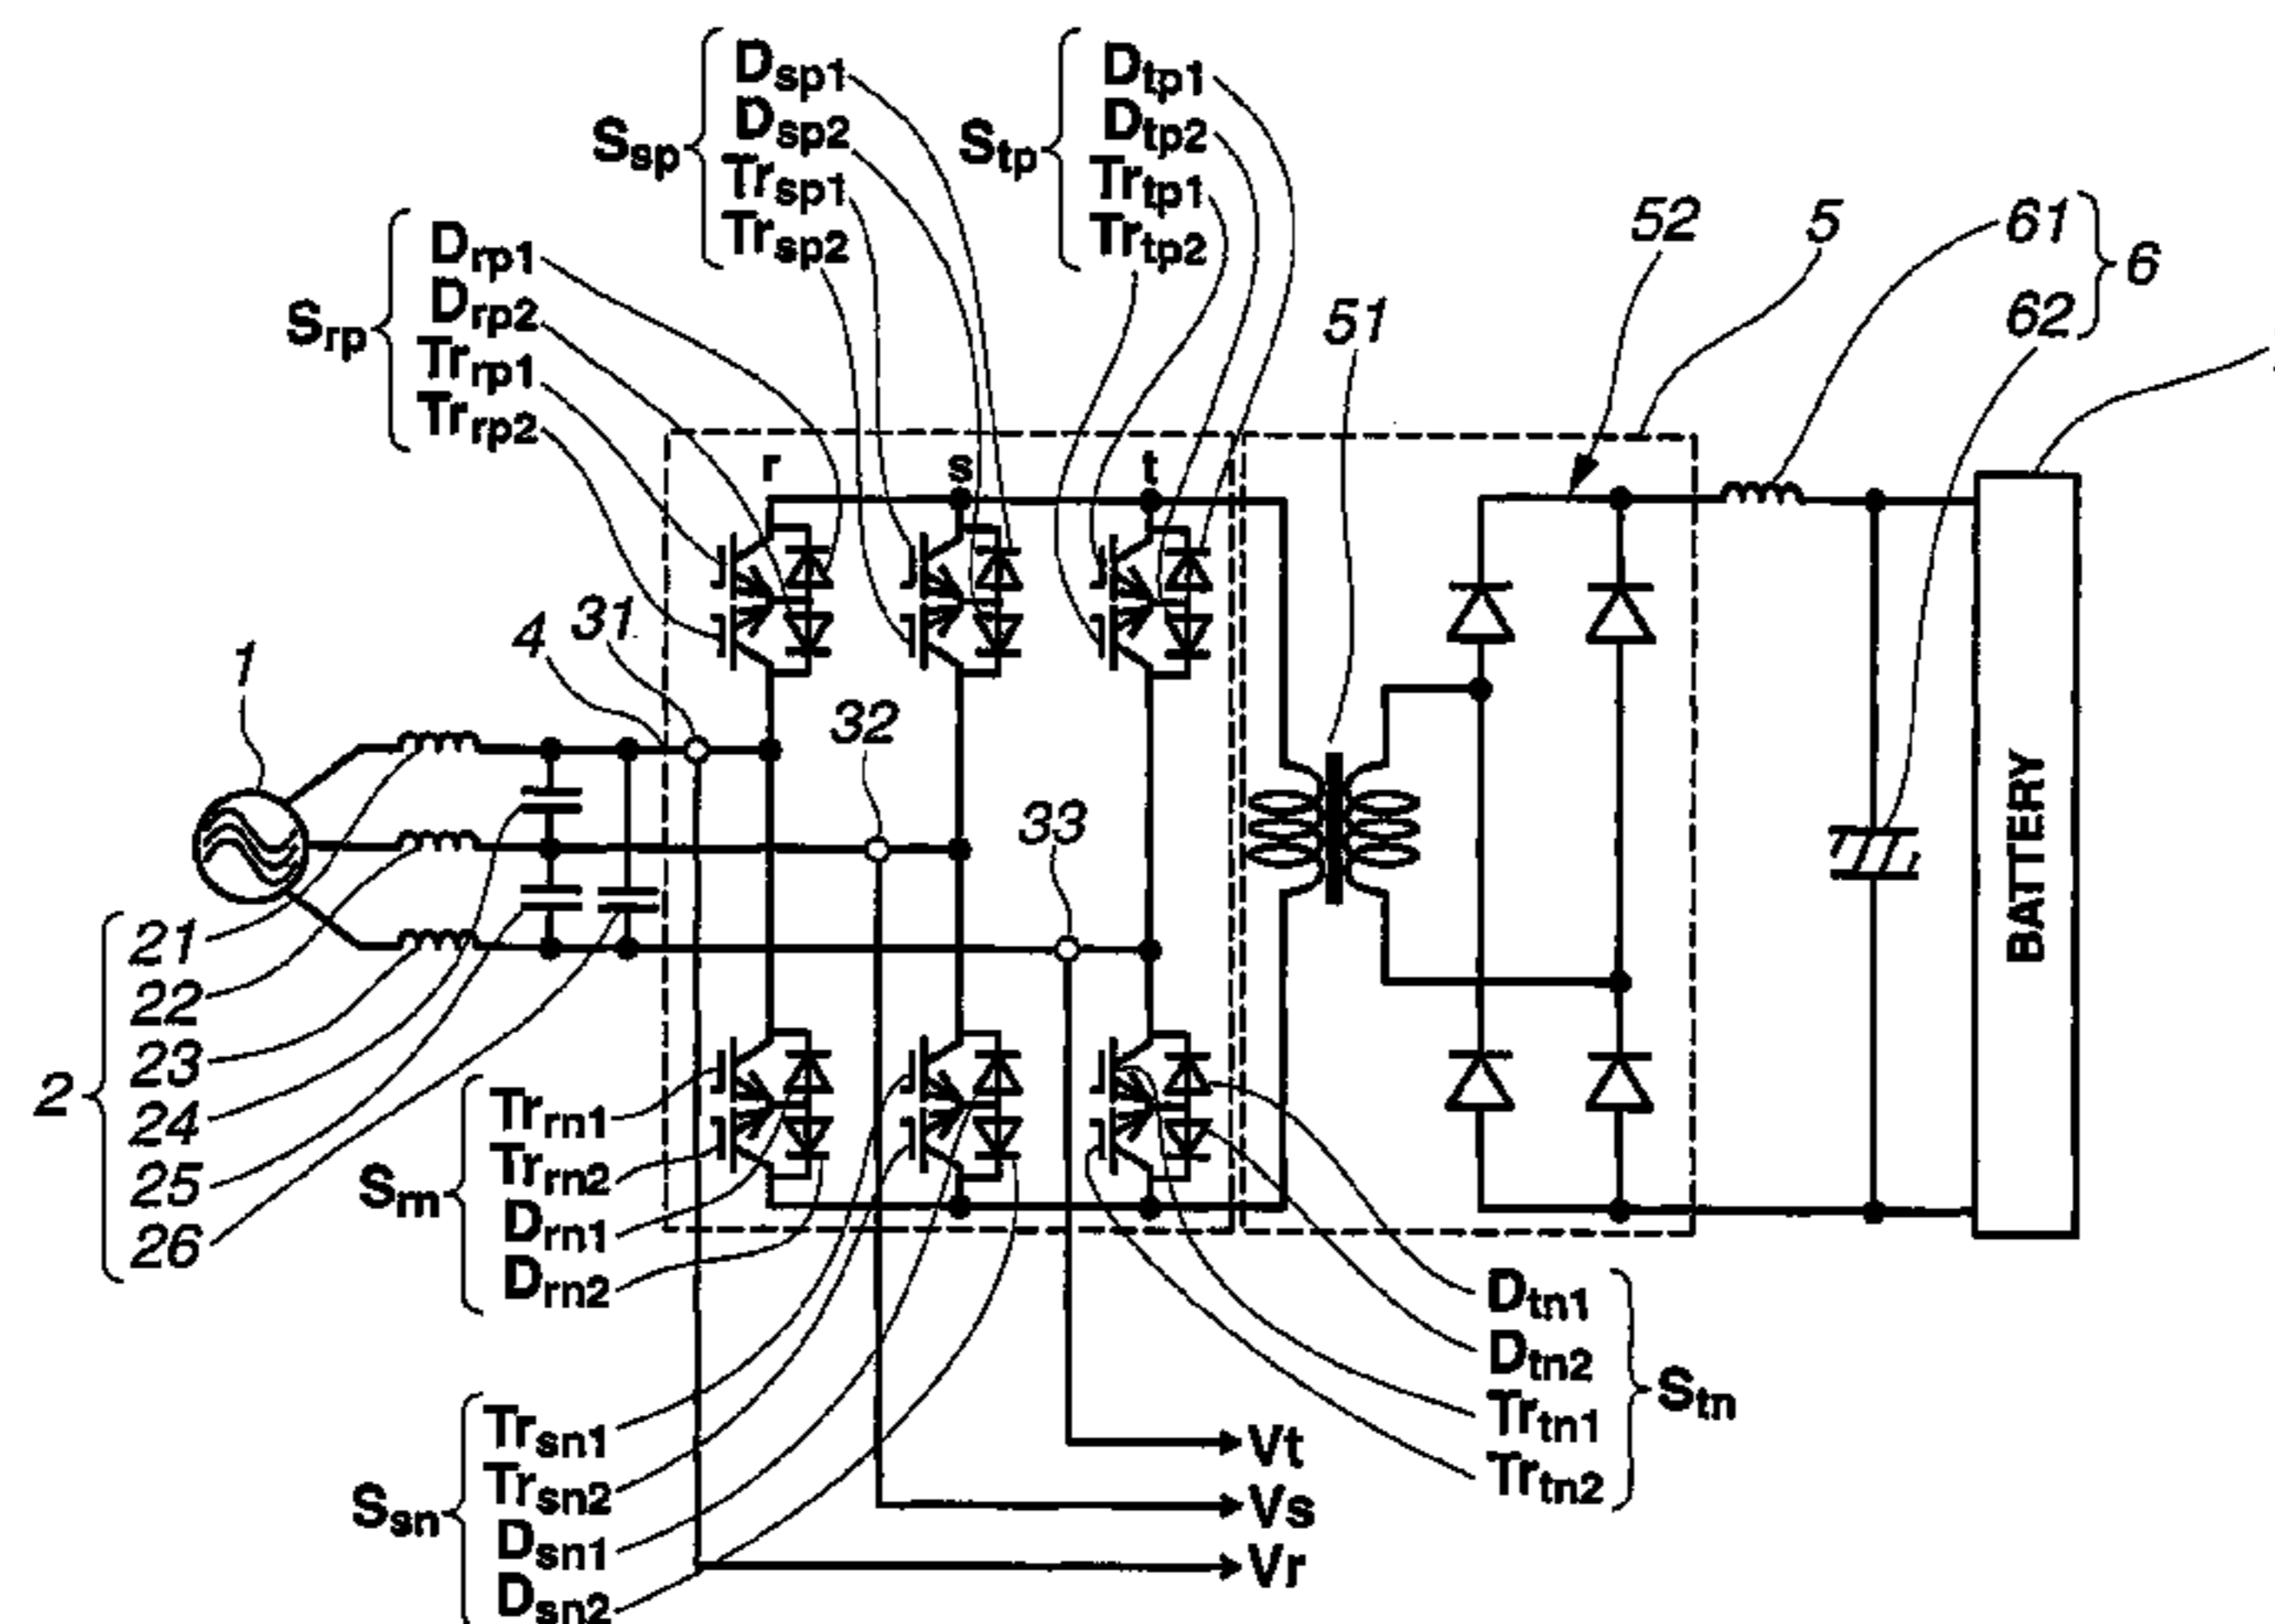 Dsp1
Dsp2
Ssp
Trsp1
Trsp2
Dtp1
Dtp2
Stp
Trtp1
Trtp2
Drp1
Drp2
Srp
Trrp1
Trrp2
52
5
61
62
6
51
r
s
t
4
31
1
32
33
BATTERY
2
21
22
23
24
25
26
Trrn1
Trrn2
Srn
Drn1
Drn2
Dtn1
Dtn2
Stn
Trtn1
Trtn2
Trsn1
Trsn2
Ssn
Dsn1
Dsn2
Vt
Vs
Vr